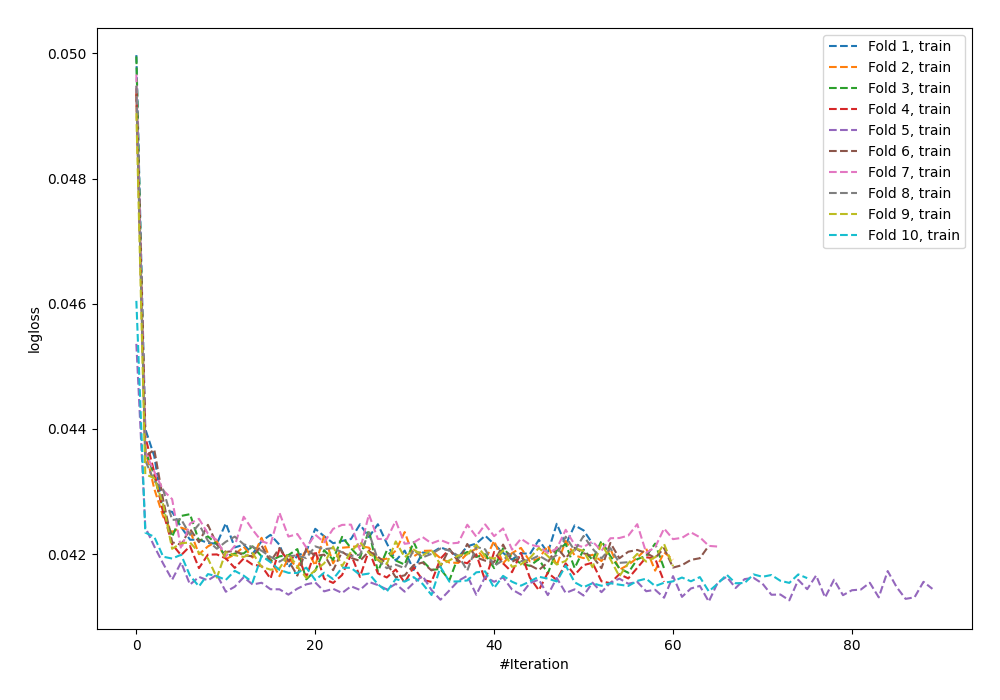 0.050
0.048
0.046
0.044
0.042
logloss
0
20
40
60
80
#Iteration
Fold 1, train
Fold 2, train
Fold 3, train
Fold 4, train
Fold 5, train
Fold 6, train
Fold 7, train
Fold 8, train
Fold 9, train
Fold 10, train